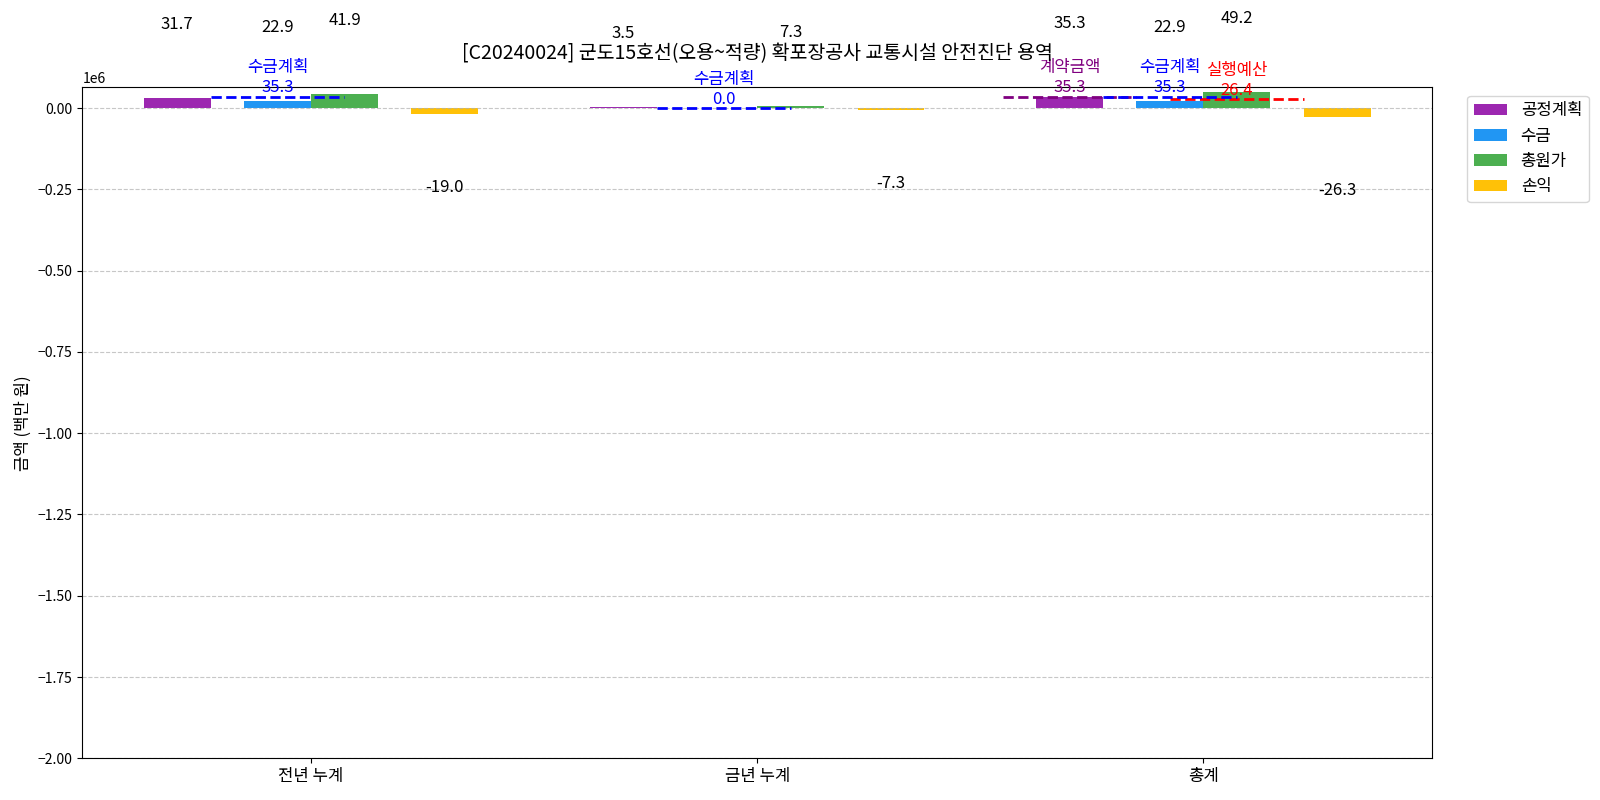 31.7
22.9
41.9
3.5
7.3
35.3
22.9
49.2
[C20240024] 군도15호선(오용~적량) 확포장공사 교통시설 안전진단 용역
수금계획
35.3
수금계획
0.0
계약금액
35.3
수금계획
35.3
실행예산
26.4
1e6
0.00
−0.25
−0.50
−0.75
−1.00
−1.25
−1.50
−1.75
−2.00
금액 (백만 원)
-19.0
-7.3
-26.3
공정계획
수금
총원가
손익
전년 누계
금년 누계
총계